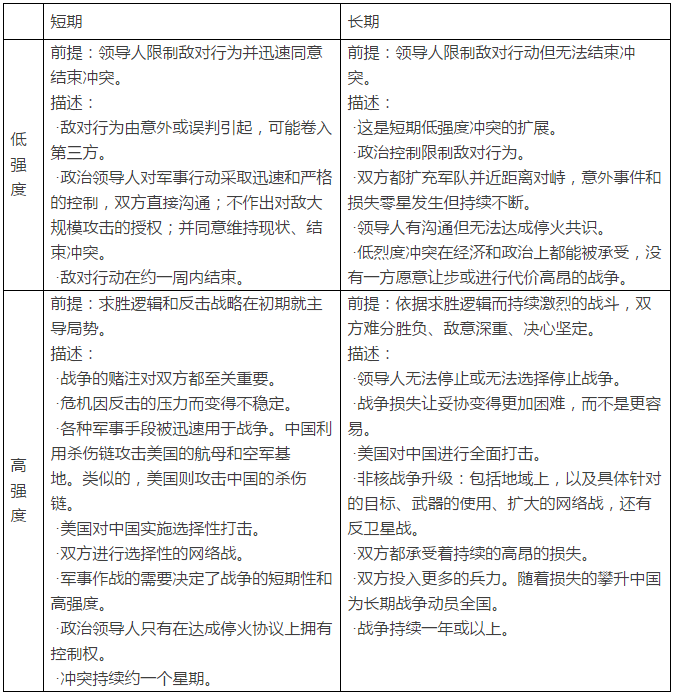 短期
长期
低强度
前提：领导人限制敌对行为并迅速同意
结束冲突。
描述：
·敌对行为由意外或误判引起，可能卷入
第三方。
·政治领导人对军事行动采取迅速和严格
的控制，双方直接沟通；不作出对敌大
规模攻击的授权；并同意维持现状、结
束冲突。
·敌对行动在约一周内结束。
前提：领导人限制敌对行动但无法结束冲
突。
描述：
·这是短期低强度冲突的扩展。
·政治控制限制敌对行为。
·双方都扩充军队并近距离对峙，意外事件和
损失零星发生但持续不断。
·领导人有沟通但无法达成停火共识。
·低烈度冲突在经济和政治上都能被承受，没
有一方愿意让步或进行代价高昂的战争。
高强度
前提：求胜逻辑和反击战略在初期就主
导局势。
描述：
·战争的赌注对双方都至关重要。
·危机因反击的压力而变得不稳定。
·各种军事手段被迅速用于战争。中国利
用杀伤链攻击美国的航母和空军基
地。类似的，美国则攻击中国的杀伤
链。
·美国对中国实施选择性打击。
·双方进行选择性的网络战。
·军事作战的需要决定了战争的短期性和
高强度。
·政治领导人只有在达成停火协议上拥有
控制权。
·冲突持续约一个星期。
前提：依据求胜逻辑而持续激烈的战斗，双
方难分胜负、敌意深重、决心坚定。
描述：
·领导人无法停止或无法选择停止战争。
·战争损失让妥协变得更加困难，而不是更容
易。
·美国对中国进行全面打击。
·非核战争升级：包括地域上，以及具体针对
的目标、武器的使用、扩大的网络战，还有
反卫星战。
·双方都承受着持续的高昂的损失。
·双方投入更多的兵力。随着损失的攀升中国
为长期战争动员全国。
·战争持续一年或以上。